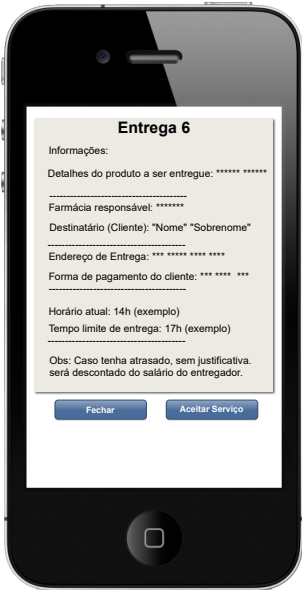 Entrega 6
Informações:
Detalhes do produto a ser entregue: ****** ******
----------------------------------------
Farmácia responsável: *******
Destinatário (Cliente): "Nome" "Sobrenome"
----------------------------------------
Endereço de Entrega: *** ***** **** ****
Forma de pagamento do cliente: *** **** ***
----------------------------------------
Horário atual: 14h (exemplo)
Tempo limite de entrega: 17h (exemplo)
----------------------------------------
Obs: Caso tenha atrasado, sem justificativa.
será descontado do salário do entregador.
Fechar
Aceitar Serviço